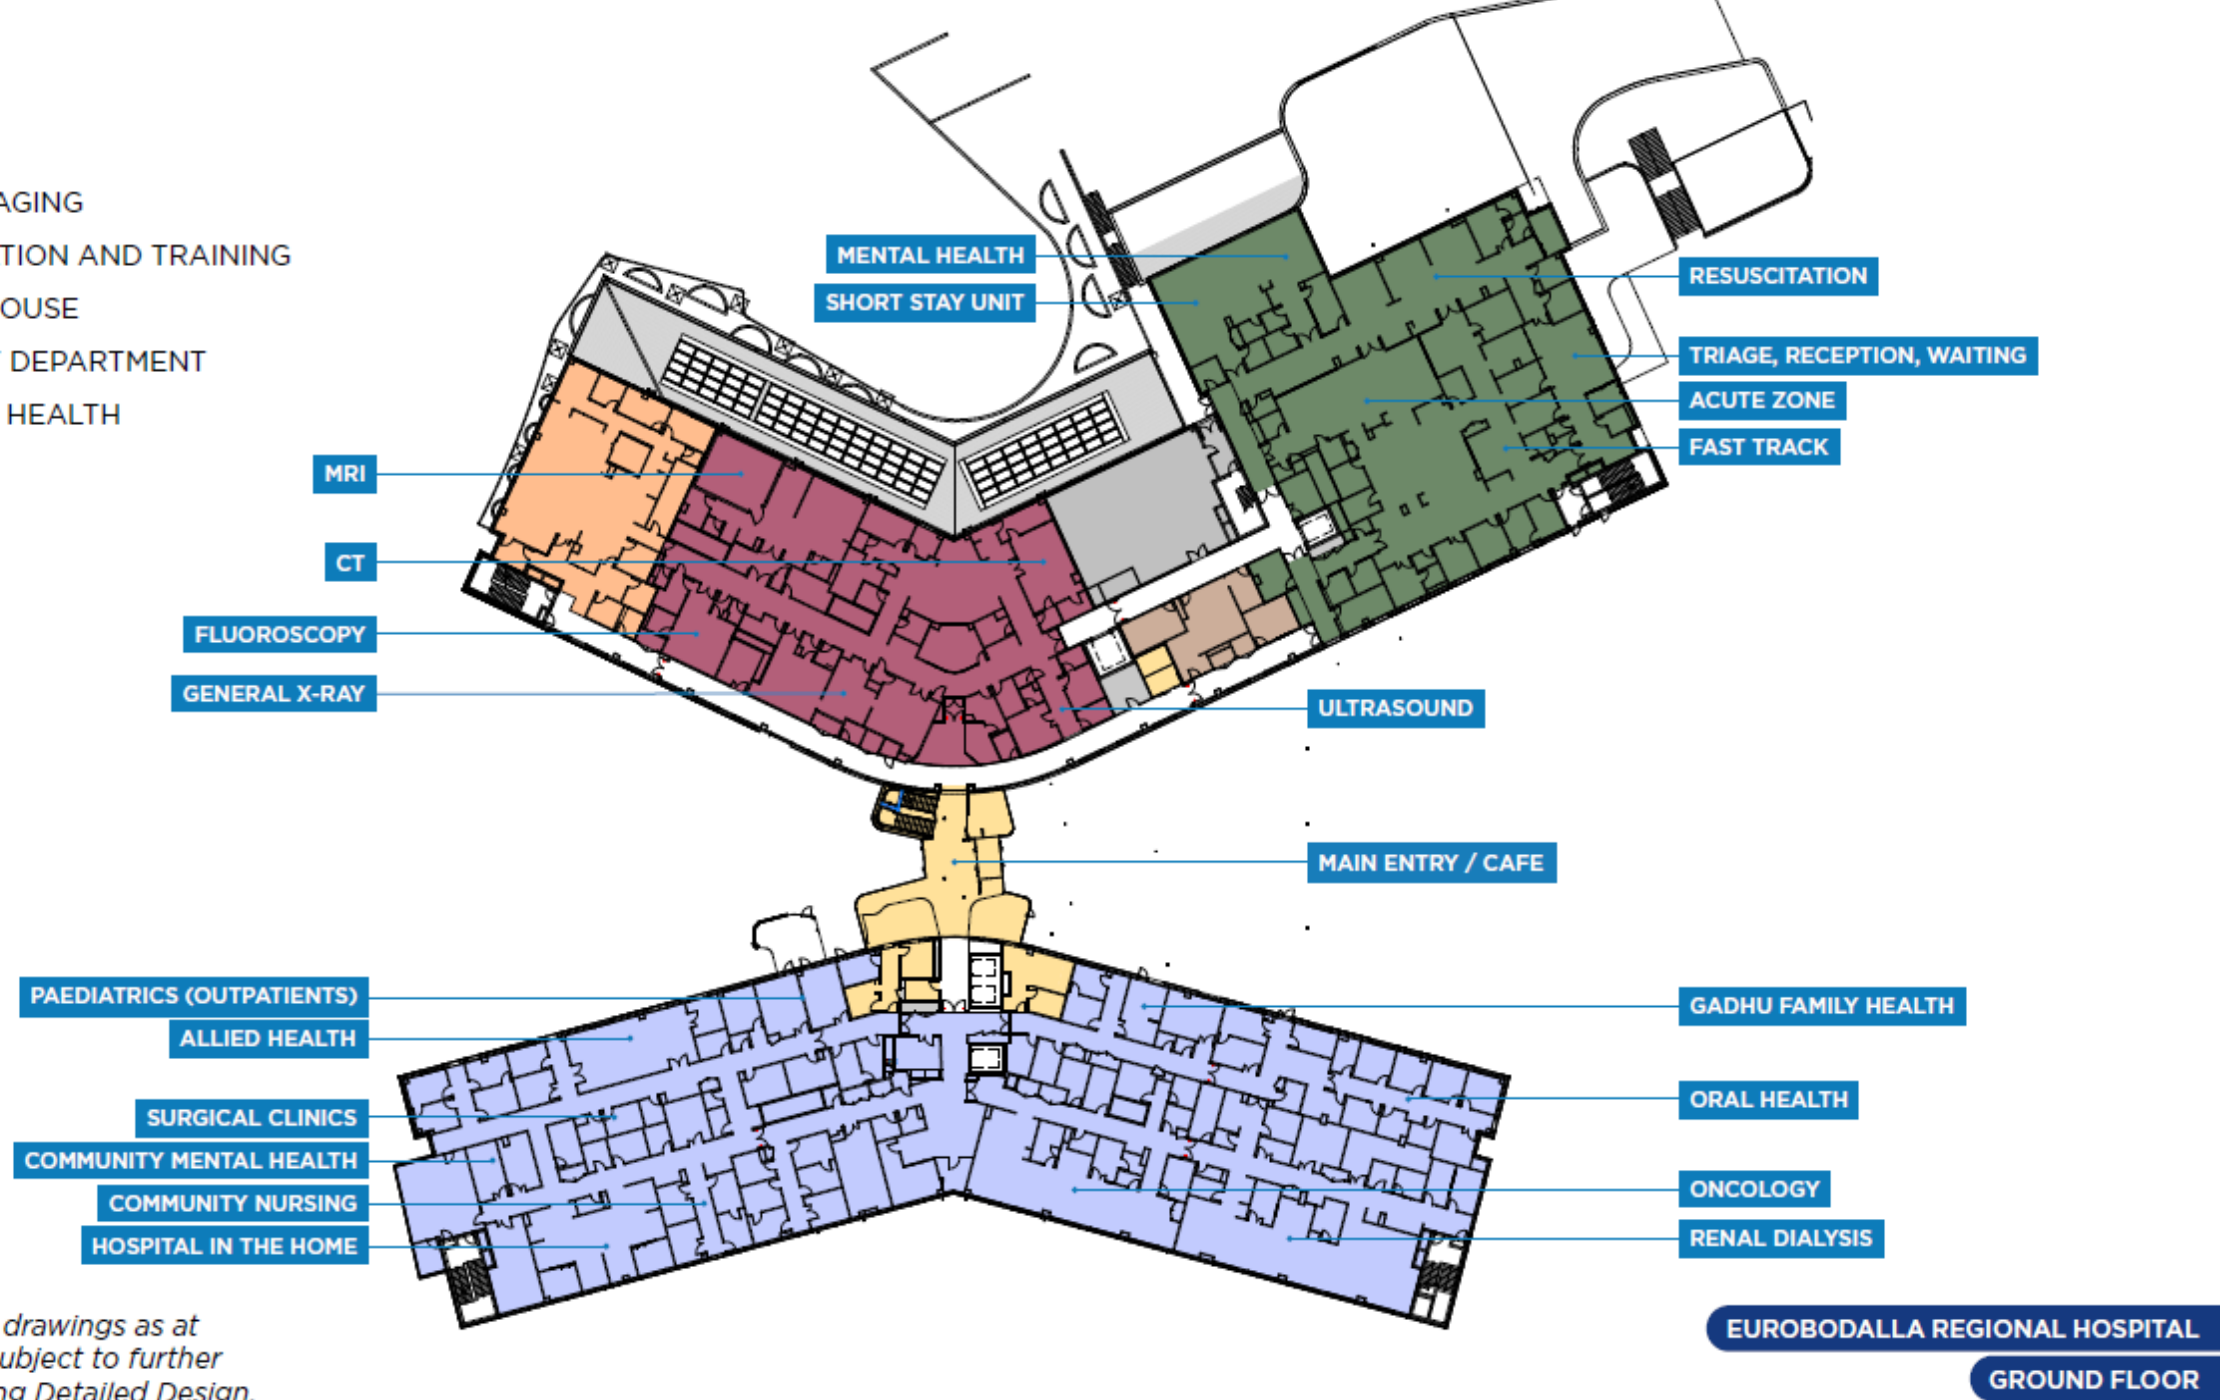 AGING
TION AND TRAINING
OUSE
DEPARTMENT
HEALTH
MENTAL HEALTH
SHORT STAY UNIT
RESUSCITATION
TRIAGE, RECEPTION, WAITING
ACUTE ZONE
FAST TRACK
MRI
CT
FLUOROSCOPY
GENERAL X-RAY
ULTRASOUND
MAIN ENTRY / CAFE
PAEDIATRICS (OUTPATIENTS)
ALLIED HEALTH
SURGICAL CLINICS
COMMUNITY MENTAL HEALTH
COMMUNITY NURSING
HOSPITAL IN THE HOME
GADHU FAMILY HEALTH
ORAL HEALTH
ONCOLOGY
RENAL DIALYSIS
drawings as at
ubject to further
ng Detailed Design.
EUROBODALLA REGIONAL HOSPITAL
GROUND FLOOR